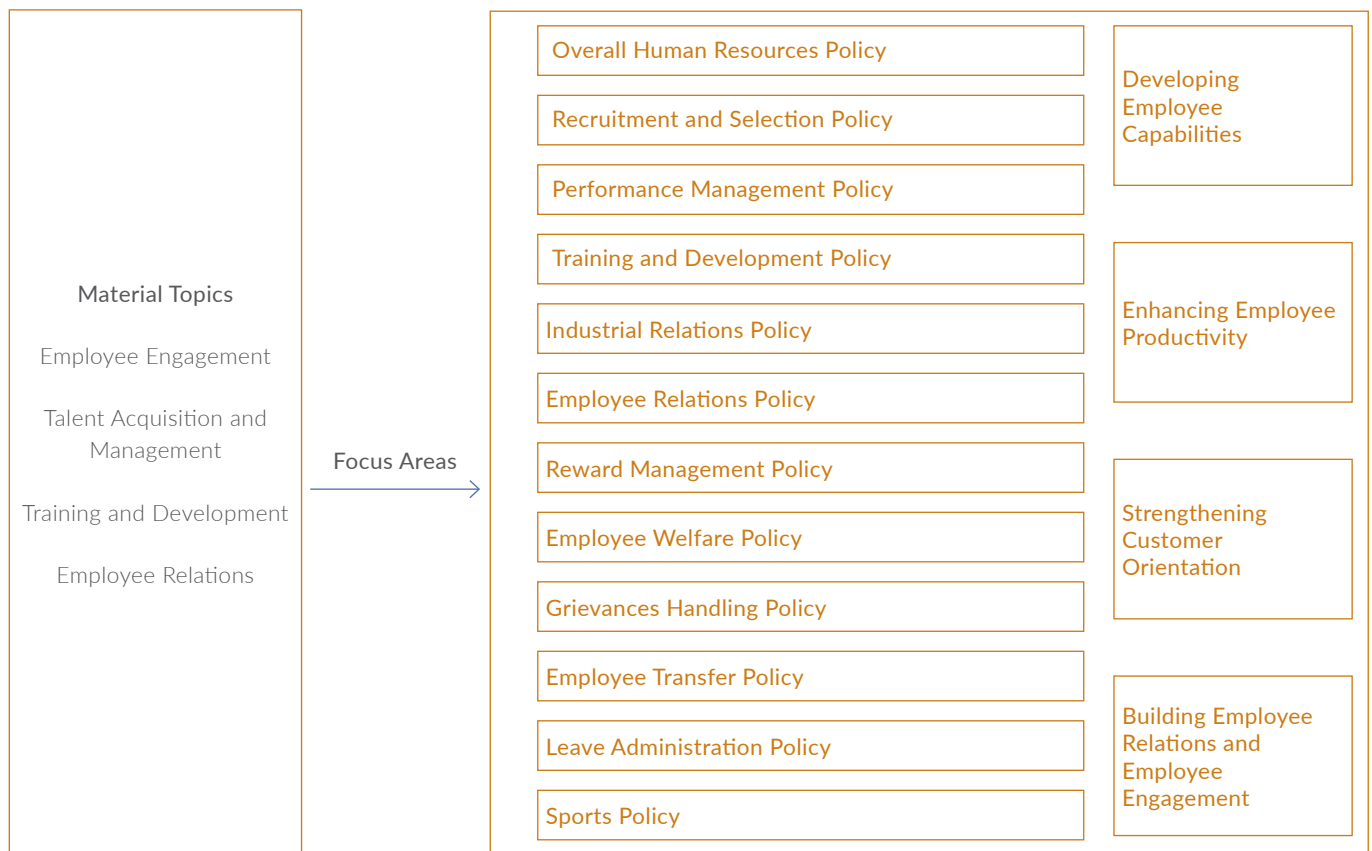 Material Topics
Employee Engagement
Talent Acquisition and
Management
Training and Development
Employee Relations
Focus Areas
Overall Human Resources Policy
Recruitment and Selection Policy
Performance Management Policy
Training and Development Policy
Industrial Relations Policy
Employee Relations Policy
Reward Management Policy
Employee Welfare Policy
Grievances Handling Policy
Employee Transfer Policy
Leave Administration Policy
Sports Policy
Developing
Employee
Capabilities
Enhancing Employee
Productivity
Strengthening
Customer
Orientation
Building Employee
Relations and
Employee
Engagement